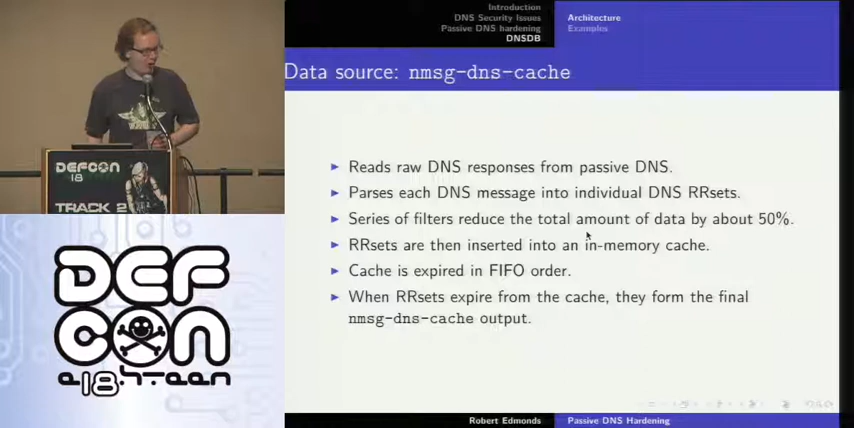 Introduction
DNS Security Issues
Passive DNS hardening
DNSDB
Architecture
Examples
Data source: nmsg-dns-cache
Reads raw DNS responses from passive DNS.
Parses each DNS message into individual DNS RRsets.
Series of filters reduce the total amount of data by about 50%.
RRsets are then inserted into an in-memory cache.
Cache is expired in FIFO order.
When RRsets expire from the cache, they form the final
nmsg-dns-cache output.
Robert Edmonds
Passive DNS Hardening
DEFCON
18
TRACK 2
DEF
CON